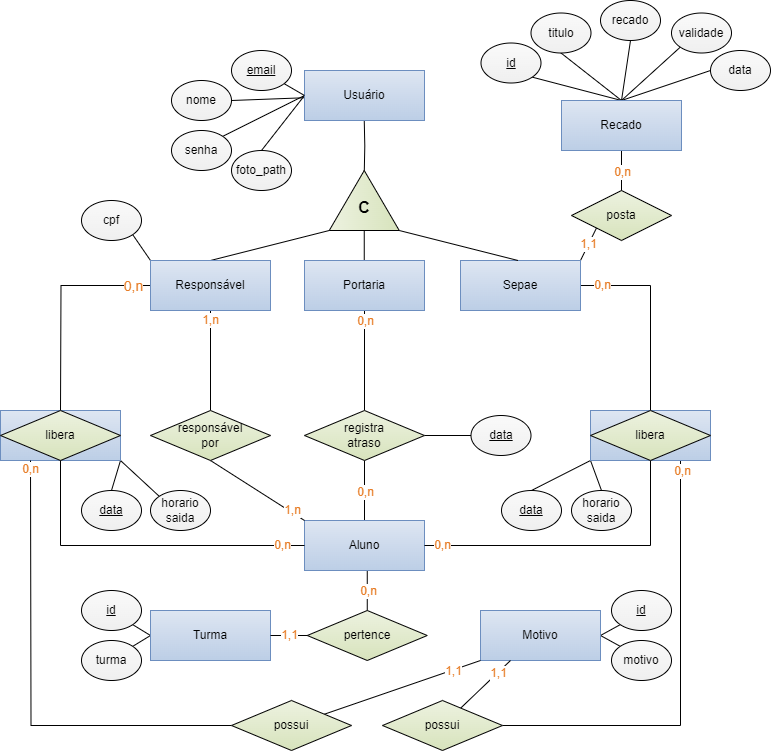 recado
titulo
validade
id
data
email
Usuário
nome
Recado
senha
foto_path
0,n
C
posta
cpf
1,1
Responsável
Portaria
Sepae
0,n
0,n
1,n
0,n
libera
responsável
por
registra
atraso
data
libera
0,n
0,n
0,n
data
horario
saida
1,n
data
horario
saida
0,n
Aluno
0,n
0,n
id
id
Turma
1,1
pertence
Motivo
turma
motivo
1,1
1,1
possui
possui